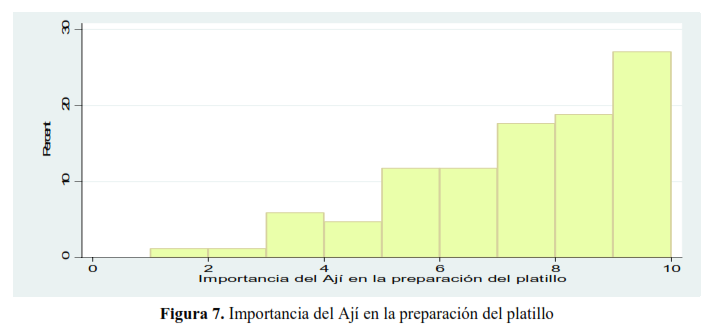 30
20
10
0
Percent
0 2 4 6 8 10
Importancia del Ají en la preparación del platillo
Figura 7. Importancia del Ají en la preparación del platillo